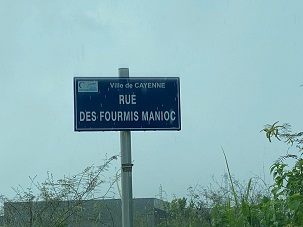 Ville de CAYENNE
RUE
DES FOURMIS MANIOC